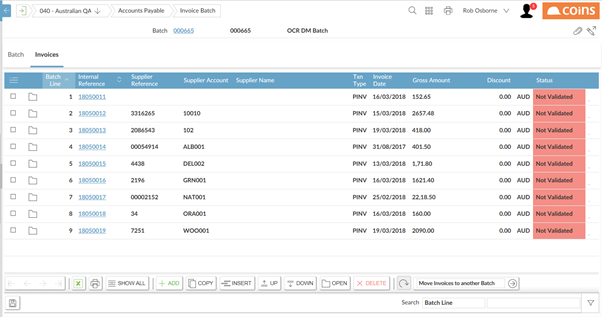 040 - Australian QA Accounts Payable Invoice Batch Rob Osborne coins
Batch 000665 000665 OCR DM Batch
Batch Invoices
Batch Line Internal Reference Supplier Reference Supplier Account Supplier Name Txn Type Invoice Date Gross Amount Discount Status
1 18050011 PINV 16/03/2018 152.65 0.00 AUD Not Validated
2 18050012 3316265 10010 PINV 15/03/2018 2657.48 0.00 AUD Not Validated
3 18050013 2086543 102 PINV 19/03/2018 418.00 0.00 AUD Not Validated
4 18050014 00054914 ALB001 PINV 31/08/2017 401.50 0.00 AUD Not Validated
5 18050015 4438 DEL002 PINV 13/03/2018 1,71.80 0.00 AUD Not Validated
6 18050016 2196 GRN001 PINV 16/03/2018 1621.40 0.00 AUD Not Validated
7 18050017 00002152 NAT001 PINV 25/02/2018 22,18.50 0.00 AUD Not Validated
8 18050018 34 ORA001 PINV 16/03/2018 160.00 0.00 AUD Not Validated
9 18050019 7251 WOO001 PINV 19/03/2018 2090.00 0.00 AUD Not Validated
SHOW ALL ADD COPY INSERT UP DOWN OPEN DELETE Move Invoices to another Batch
Search Batch Line